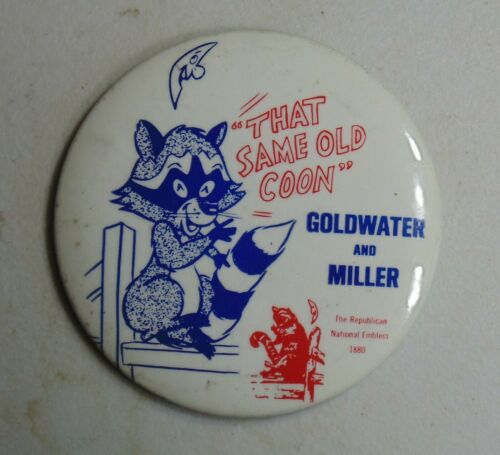 "THAT
SAME OLD
COON"
GOLDWATER
AND
MILLER
The Republican
National Emblem
1880